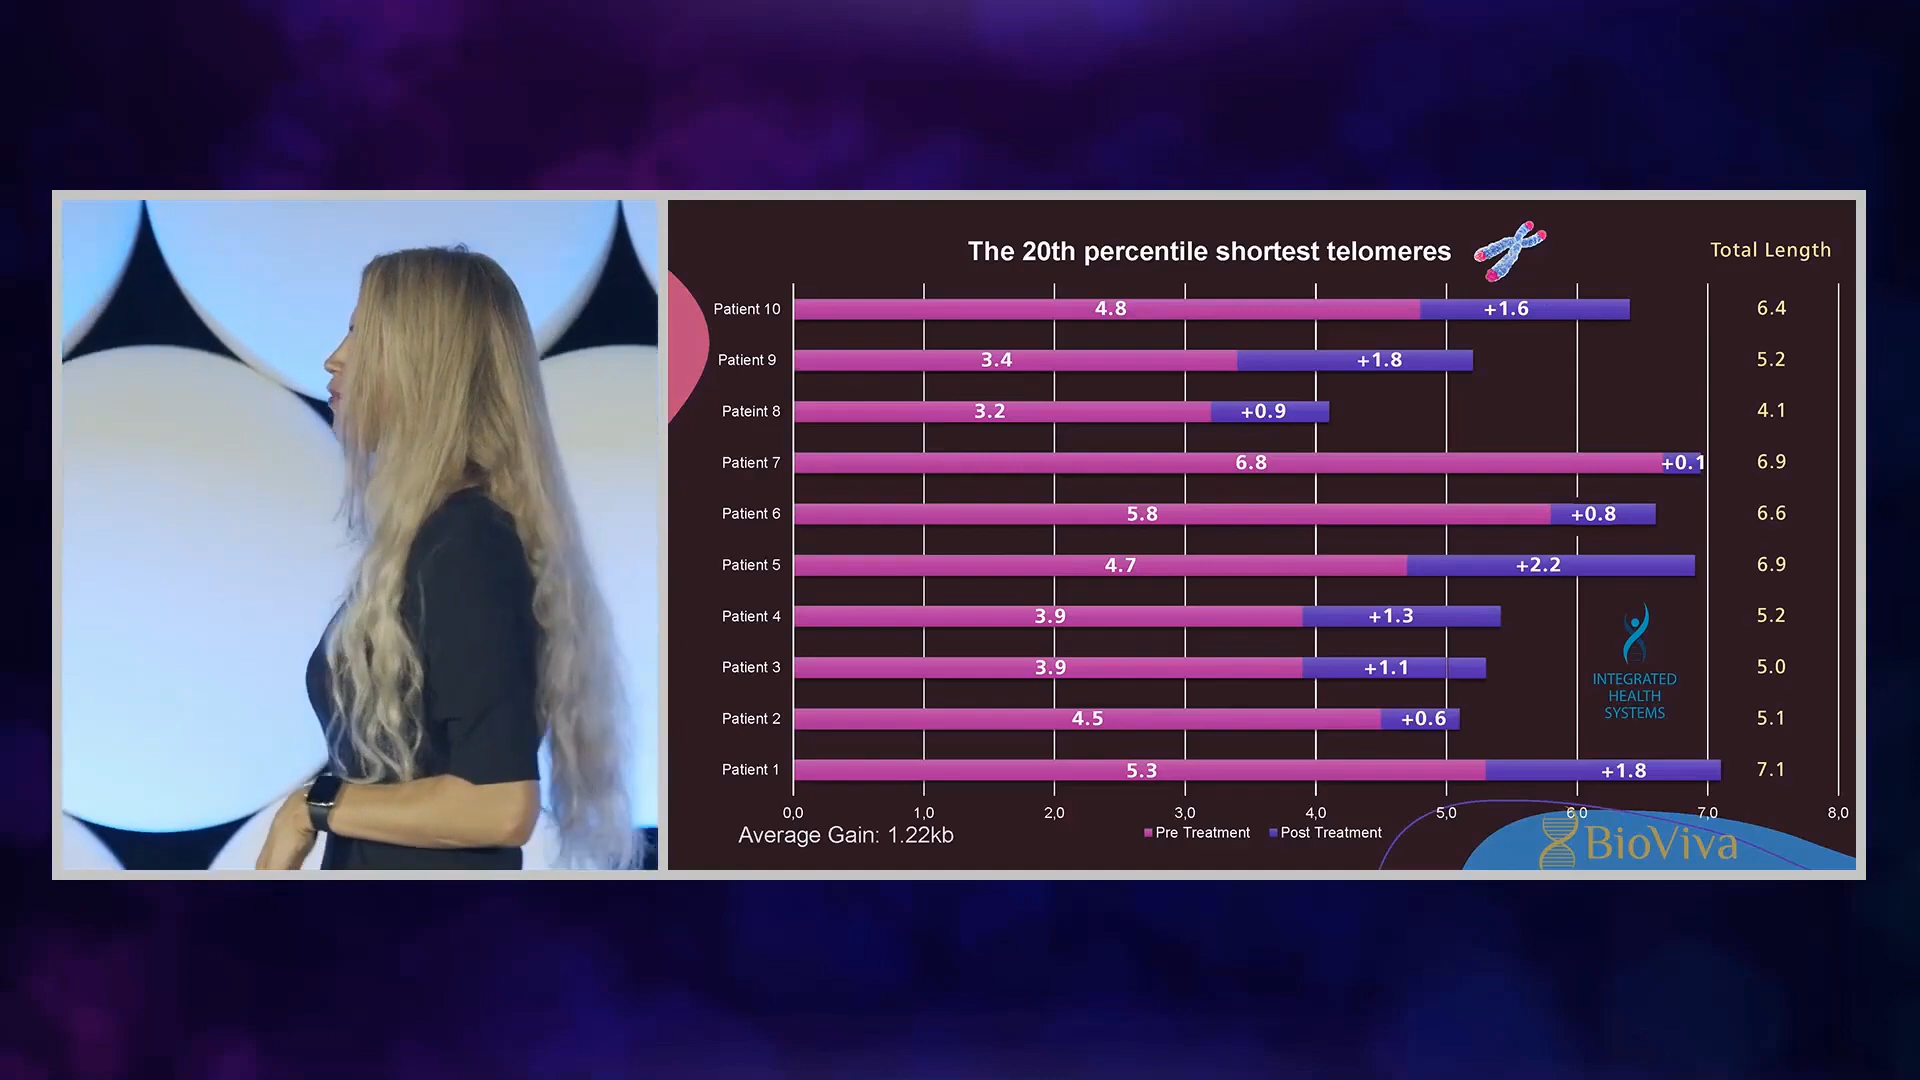 The 20th percentile shortest telomeres
Total Length
Patient 10 4.8 +1.6 6.4
Patient 9 3.4 +1.8 5.2
Pateint 8 3.2 +0.9 4.1
Patient 7 6.8 +0.1 6.9
Patient 6 5.8 +0.8 6.6
Patient 5 4.7 +2.2 6.9
Patient 4 3.9 +1.3 5.2
Patient 3 3.9 +1.1 5.0
Patient 2 4.5 +0.6 5.1
Patient 1 5.3 +1.8 7.1
INTEGRATED
HEALTH
SYSTEMS
0,0 1,0 2,0 3,0 4,0 5,0 6,0 7,0 8,0
Average Gain: 1.22kb
Pre Treatment Post Treatment
BioViva